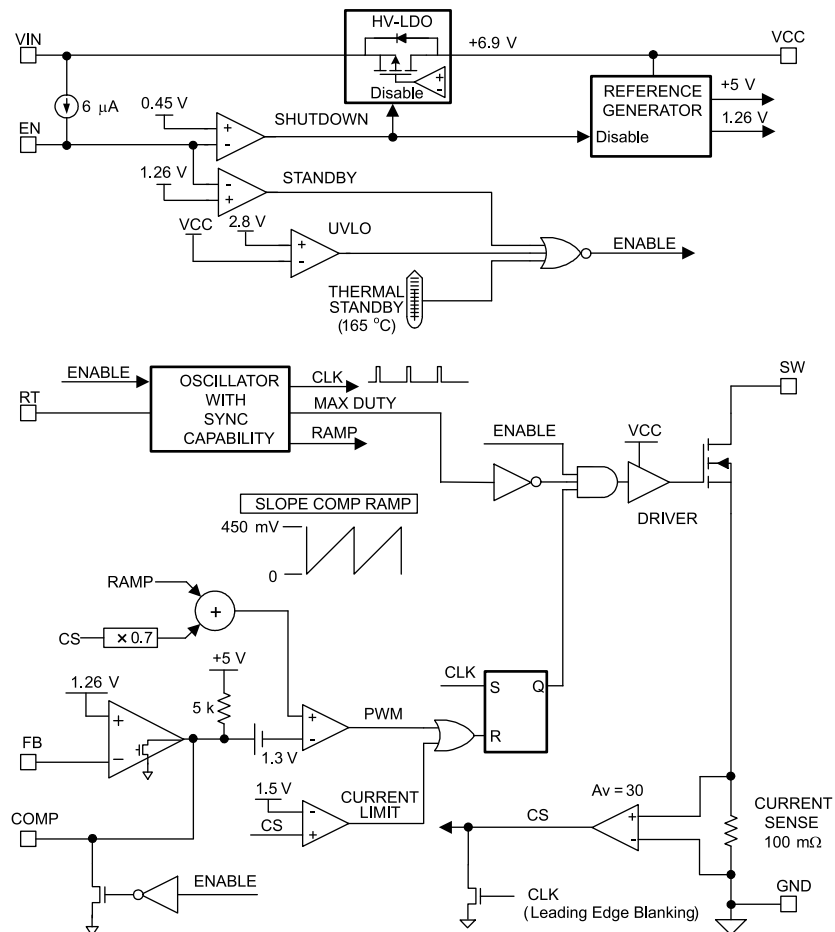 HV-LDO
VIN
+6.9 V
VCC
Disable
6 μA
0.45 V
SHUTDOWN
REFERENCE
GENERATOR
+5 V
1.26 V
Disable
EN
+
-
+
-
1.26 V
STANDBY
-
+
VCC
2.8 V
UVLO
+
-
ENABLE
THERMAL
STANDBY
(165 °C)
ENABLE
OSCILLATOR
WITH
SYNC
CAPABILITY
CLK
MAX DUTY
RAMP
RT
SW
ENABLE
VCC
DRIVER
SLOPE COMP RAMP
450 mV
0
RAMP
+
CS
× 0.7
+5 V
1.26 V
5 k
+
-
FB
1.3 V
+
-
PWM
CLK
S
Q
R
1.5 V
-
+
CS
CURRENT
LIMIT
Av = 30
CS
+
-
CURRENT
SENSE
100 mΩ
COMP
ENABLE
CLK
(Leading Edge Blanking)
GND